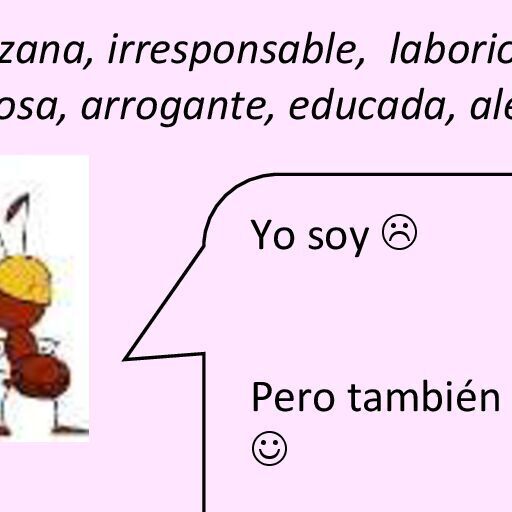 zana, irresponsable, laborio
osa, arrogante, educada, ale
Yo soy ☹
Pero también
☺